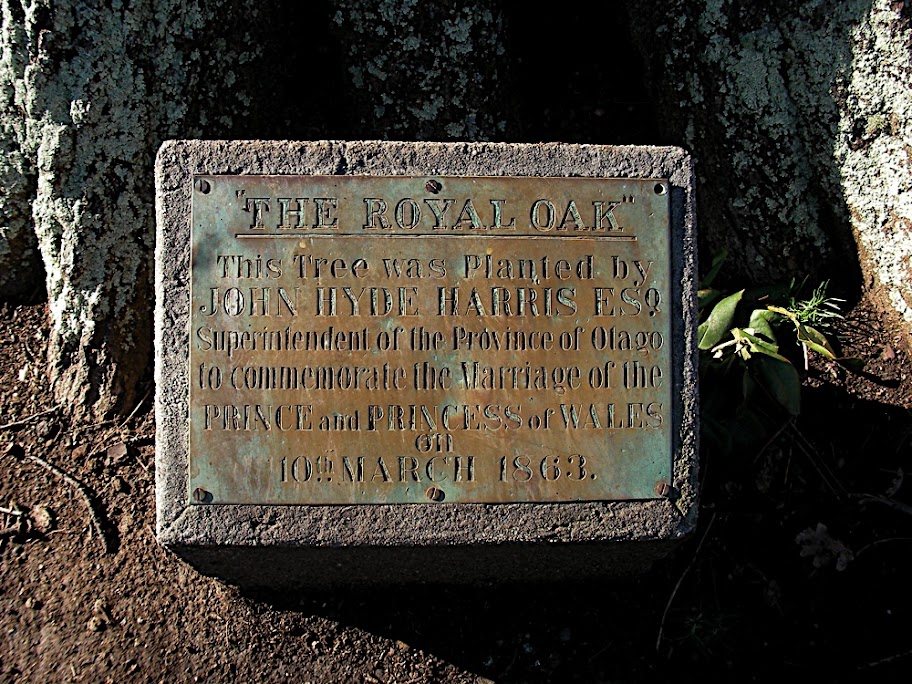 "THE ROYAL OAK"
This Tree was Planted by
JOHN HYDE HARRIS ESQ.
Superintendent of the Province of Otago
to commemorate the Marriage of the
PRINCE and PRINCESS of WALES
on
10th MARCH 1863.